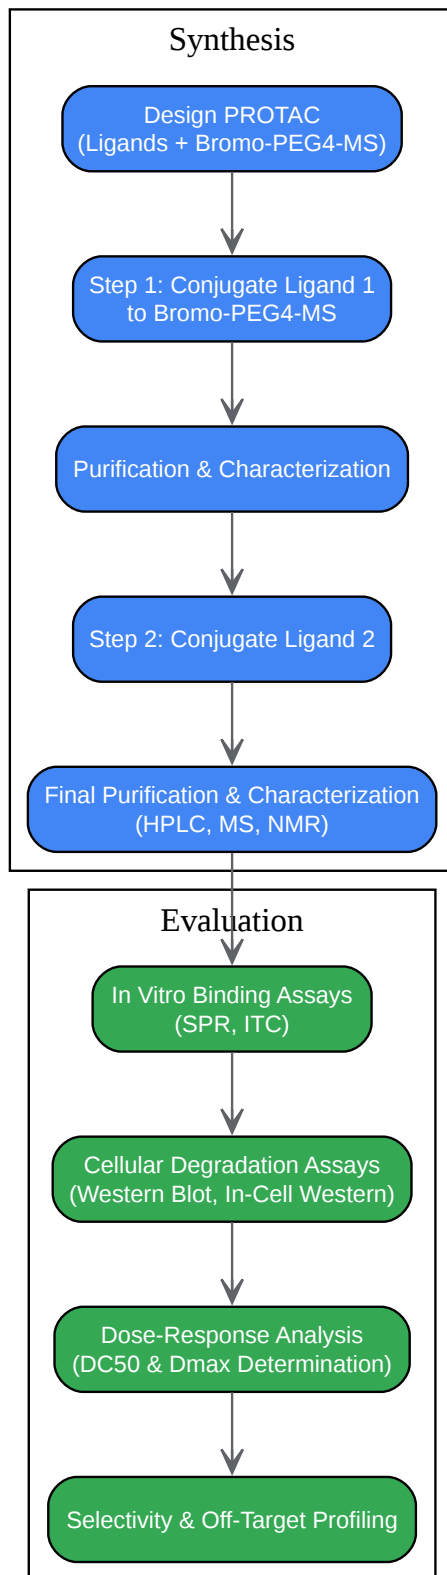 Synthesis
Design PROTAC
(Ligands + Bromo-PEG4-MS)
Step 1: Conjugate Ligand 1
to Bromo-PEG4-MS
Purification & Characterization
Step 2: Conjugate Ligand 2
Final Purification & Characterization
(HPLC, MS, NMR)
Evaluation
In Vitro Binding Assays
(SPR, ITC)
Cellular Degradation Assays
(Western Blot, In-Cell Western)
Dose-Response Analysis
(DC50 & Dmax Determination)
Selectivity & Off-Target Profiling